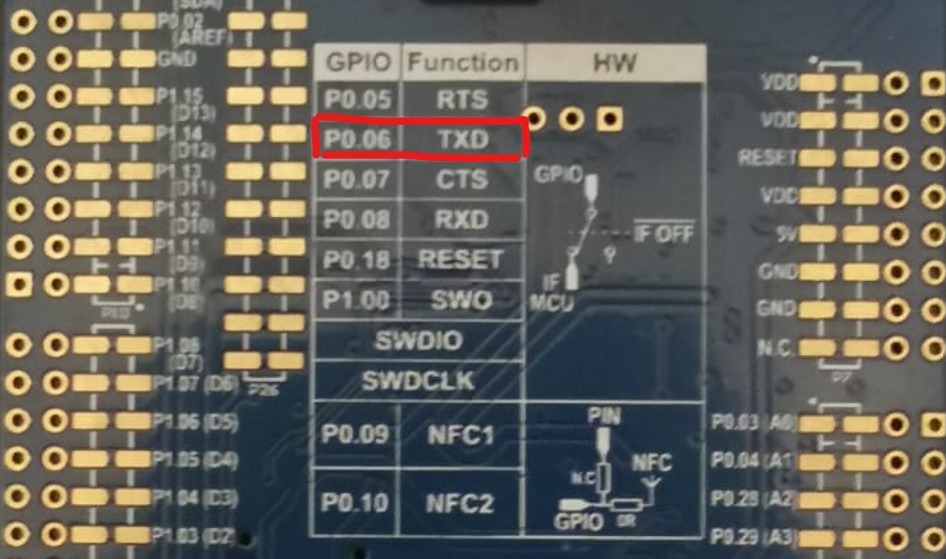 (SDA)
P0.02
(AREF)
GND
P1.15
(D13)
P1.14
(D12)
P1.13
(D11)
P1.12
(D10)
P1.11
(D9)
P1.10
(D8)
P1.08
(D7)
P1.07 (D6)
P1.06 (D5)
P1.05 (D4)
P1.04 (D3)
P1.03 (D2)
P26
GPIO Function HW
P0.05 RTS
P0.06 TXD
P0.07 CTS
P0.08 RXD
P0.18 RESET
P1.00 SWO
SWDIO
SWDCLK
P0.09 NFC1
P0.10 NFC2
GPIO
IF OFF
IF
MCU
PIN
N.C
NFC
GPIO
0R
VDD
VDD
RESET
VDD
5V
GND
GND
N.C.
P7
P0.03 (A0)
P0.04 (A1)
P0.28 (A2)
P0.29 (A3)